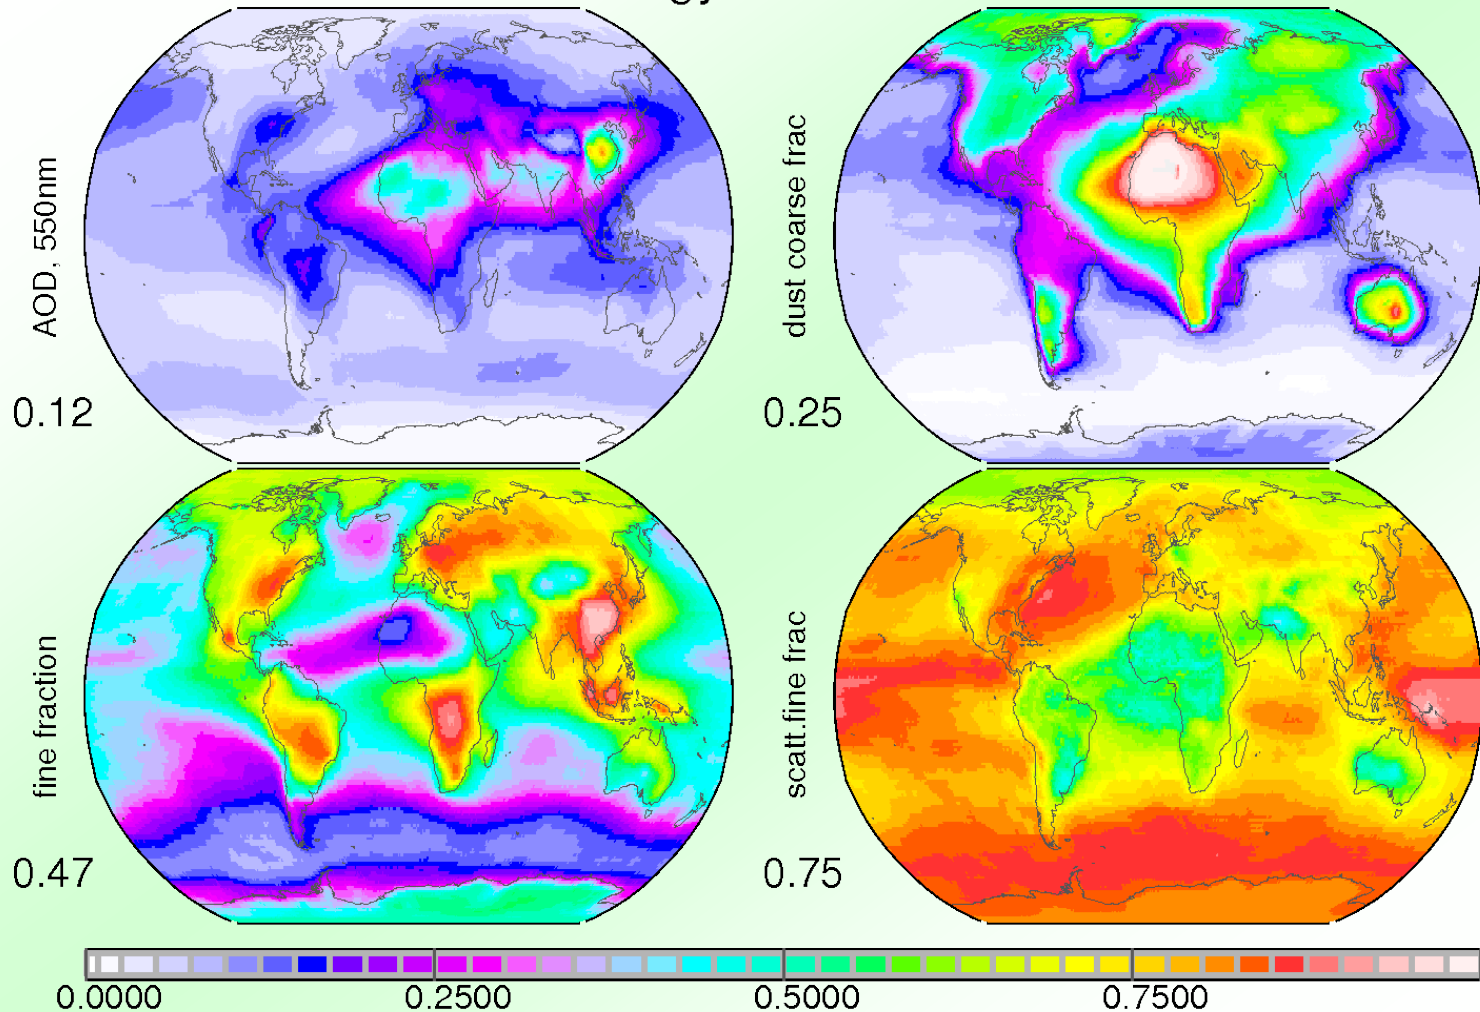 AOD, 550nm
0.12
dust coarse frac
0.25
fine fraction
0.47
scatt.fine frac
0.75
0.0000 0.2500 0.5000 0.7500